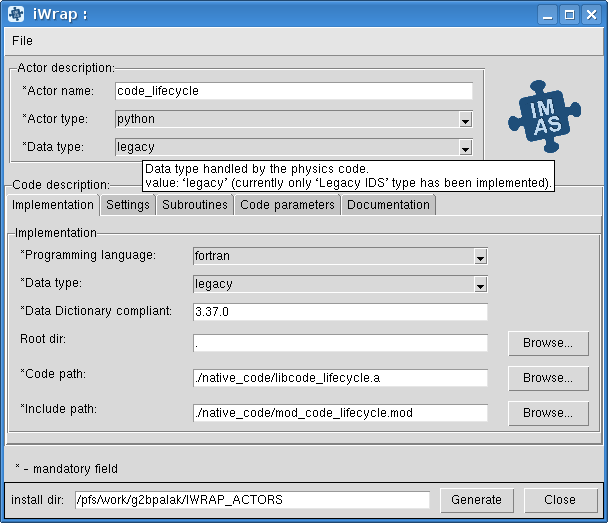 iWrap :
File
Actor description:
*Actor name: code_lifecycle
*Actor type: python
*Data type: legacy
IM
AS
Data type handled by the physics code.
value: ‘legacy’ (currently only ‘Legacy IDS’ type has been implemented).
Code description:
Implementation Settings Subroutines Code parameters Documentation
Implementation
*Programming language: fortran
*Data type: legacy
*Data Dictionary compliant: 3.37.0
Root dir: . Browse...
*Code path: ./native_code/libcode_lifecycle.a Browse...
*Include path: ./native_code/mod_code_lifecycle.mod Browse...
* - mandatory field
install dir: /pfs/work/g2bpalak/IWRAP_ACTORS Generate Close